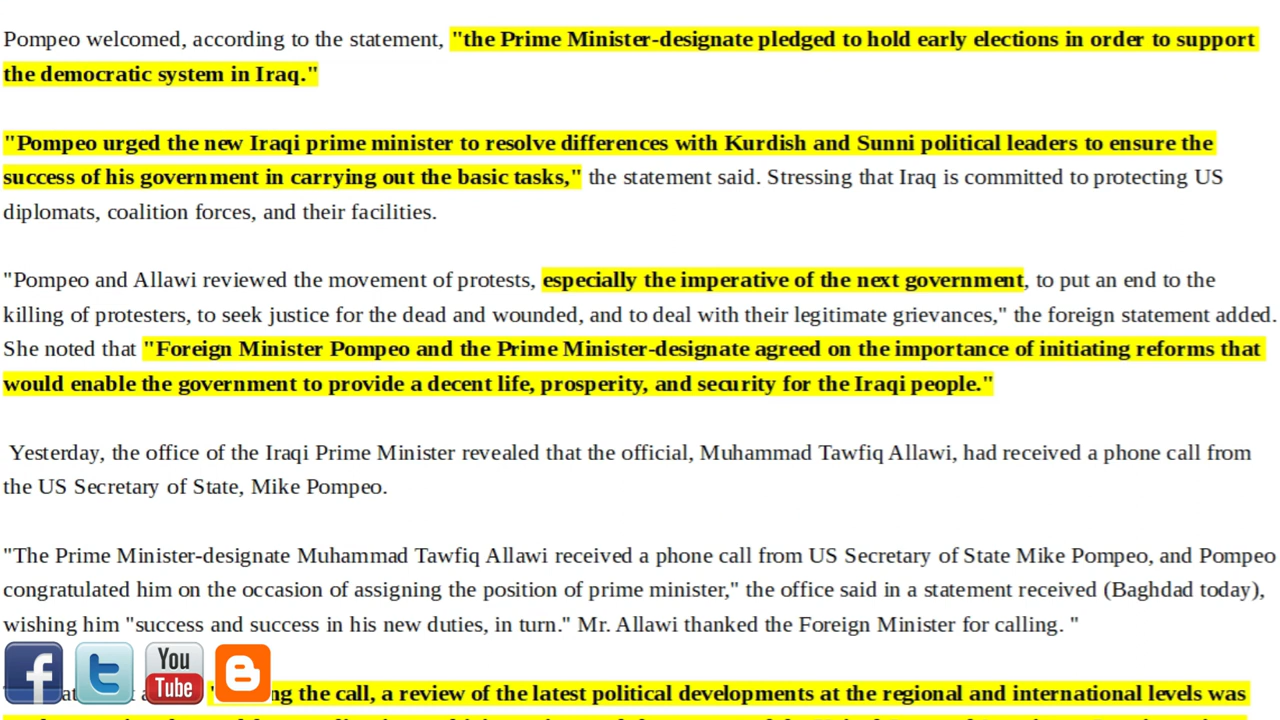 Pompeo welcomed, according to the statement, "the Prime Minister-designate pledged to hold early elections in order to support
the democratic system in Iraq."
"Pompeo urged the new Iraqi prime minister to resolve differences with Kurdish and Sunni political leaders to ensure the
success of his government in carrying out the basic tasks," the statement said. Stressing that Iraq is committed to protecting US
diplomats, coalition forces, and their facilities.
"Pompeo and Allawi reviewed the movement of protests, especially the imperative of the next government, to put an end to the
killing of protesters, to seek justice for the dead and wounded, and to deal with their legitimate grievances," the foreign statement added.
She noted that "Foreign Minister Pompeo and the Prime Minister-designate agreed on the importance of initiating reforms that
would enable the government to provide a decent life, prosperity, and security for the Iraqi people."
Yesterday, the office of the Iraqi Prime Minister revealed that the official, Muhammad Tawfiq Allawi, had received a phone call from
the US Secretary of State, Mike Pompeo.
"The Prime Minister-designate Muhammad Tawfiq Allawi received a phone call from US Secretary of State Mike Pompeo, and Pompeo
congratulated him on the occasion of assigning the position of prime minister," the office said in a statement received (Baghdad today),
wishing him "success and success in his new duties, in turn." Mr. Allawi thanked the Foreign Minister for calling. "
the call, a review of the latest political developments at the regional and international levels was
You
Tube